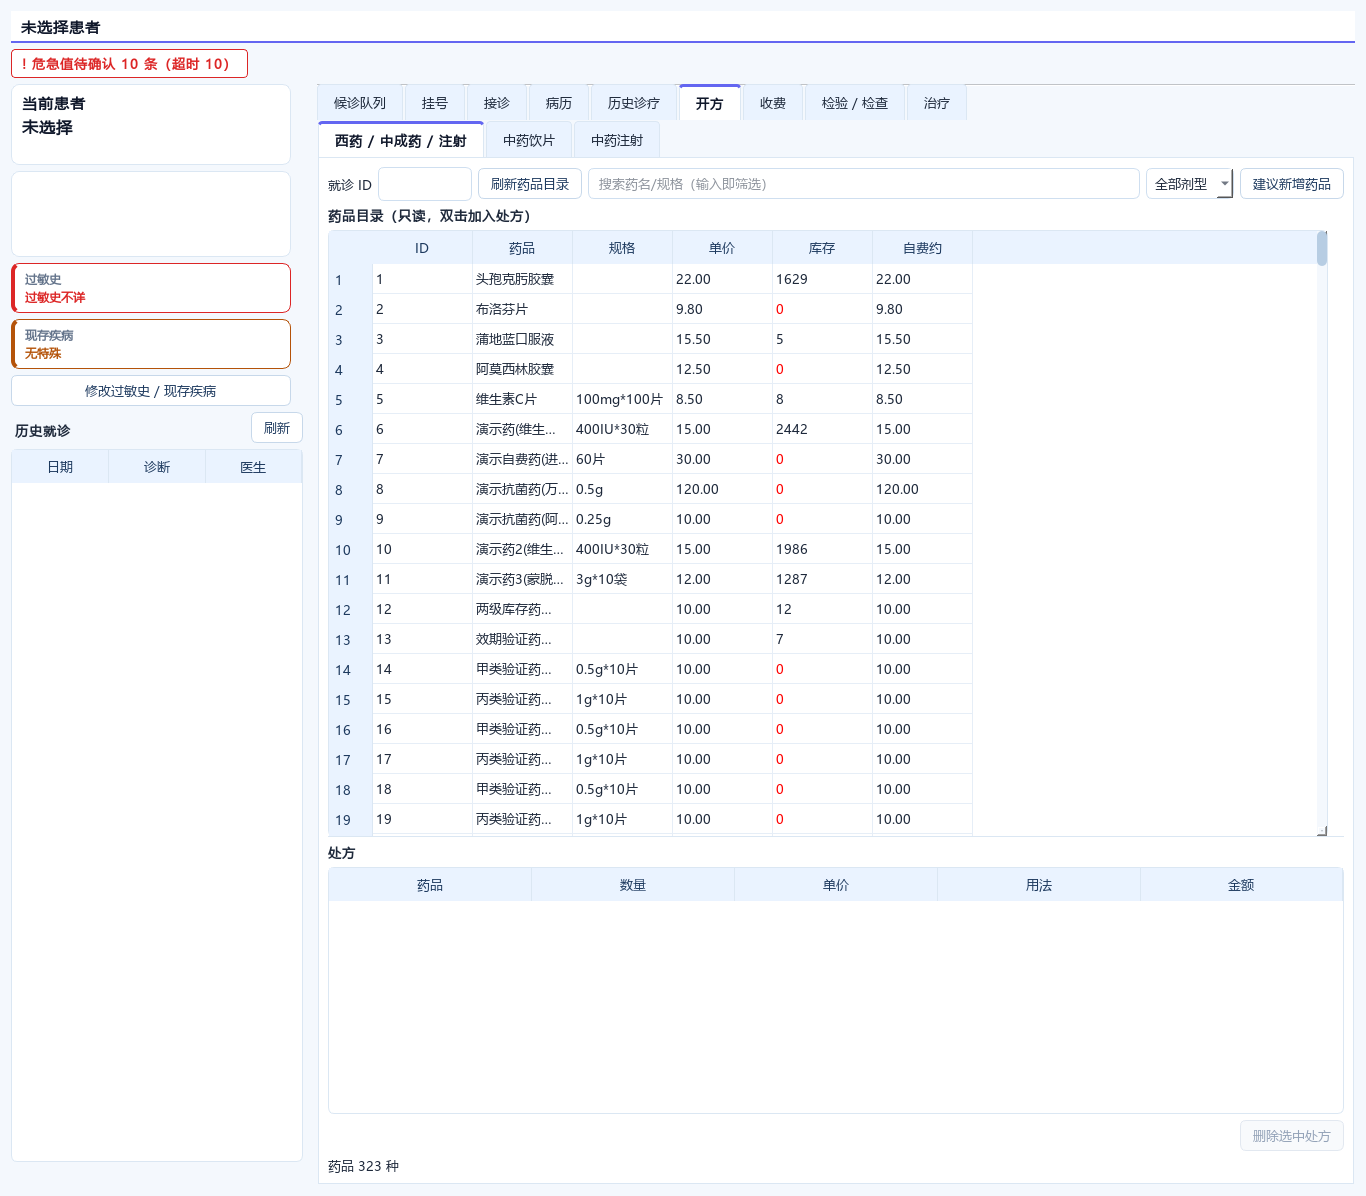 未选择患者
! 危急值待确认 10 条（超时 10）
当前患者
未选择
过敏史
过敏史不详
现存疾病
无特殊
修改过敏史 / 现存疾病
历史就诊 刷新
日期 诊断 医生
候诊队列 挂号 接诊 病历 历史诊疗 开方 收费 检验 / 检查 治疗
西药 / 中成药 / 注射 中药饮片 中药注射
就诊 ID 刷新药品目录 搜索药名/规格（输入即筛选） 全部剂型 建议新增药品
药品目录（只读，双击加入处方）
ID 药品 规格 单价 库存 自费约
1 1 头孢克肟胶囊 22.00 1629 22.00
2 2 布洛芬片 9.80 0 9.80
3 3 蒲地蓝口服液 15.50 5 15.50
4 4 阿莫西林胶囊 12.50 0 12.50
5 5 维生素C片 100mg*100片 8.50 8 8.50
6 6 演示药(维生... 400IU*30粒 15.00 2442 15.00
7 7 演示自费药(进... 60片 30.00 0 30.00
8 8 演示抗菌药(万... 0.5g 120.00 0 120.00
9 9 演示抗菌药(阿... 0.25g 10.00 0 10.00
10 10 演示药2(维生... 400IU*30粒 15.00 1986 15.00
11 11 演示药3(蒙脱... 3g*10袋 12.00 1287 12.00
12 12 两级库存药... 10.00 12 10.00
13 13 效期验证药... 10.00 7 10.00
14 14 甲类验证药... 0.5g*10片 10.00 0 10.00
15 15 丙类验证药... 1g*10片 10.00 0 10.00
16 16 甲类验证药... 0.5g*10片 10.00 0 10.00
17 17 丙类验证药... 1g*10片 10.00 0 10.00
18 18 甲类验证药... 0.5g*10片 10.00 0 10.00
19 19 丙类验证药... 1g*10片 10.00 0 10.00
处方
药品 数量 单价 用法 金额
删除选中处方
药品 323 种